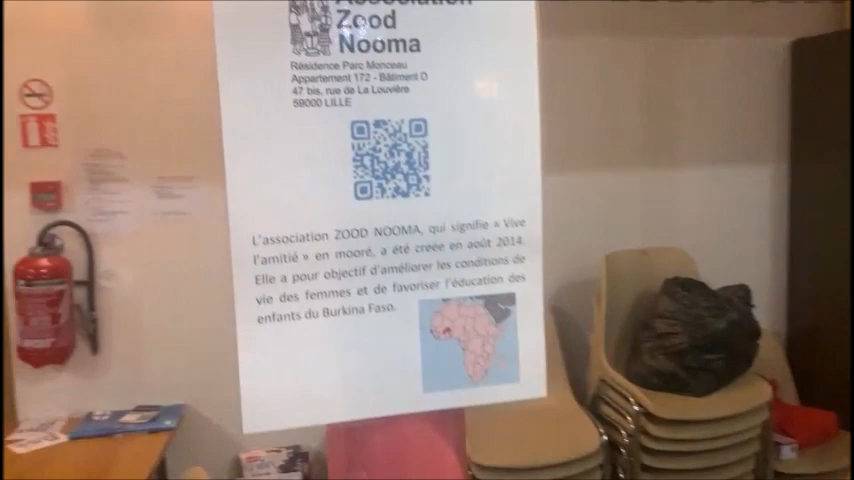 Association
Zood
Nooma
Résidence Parc Monceau
Appartement 172 - Bâtiment D
47 bis, rue de La Louvière
59000 LILLE
L'association ZOOD NOOMA, qui signifie « Vive
l'amitié » en mooré, a été créée en août 2014.
Elle a pour objectif d'améliorer les conditions de
vie des femmes et de favoriser l'éducation des
enfants du Burkina Faso.